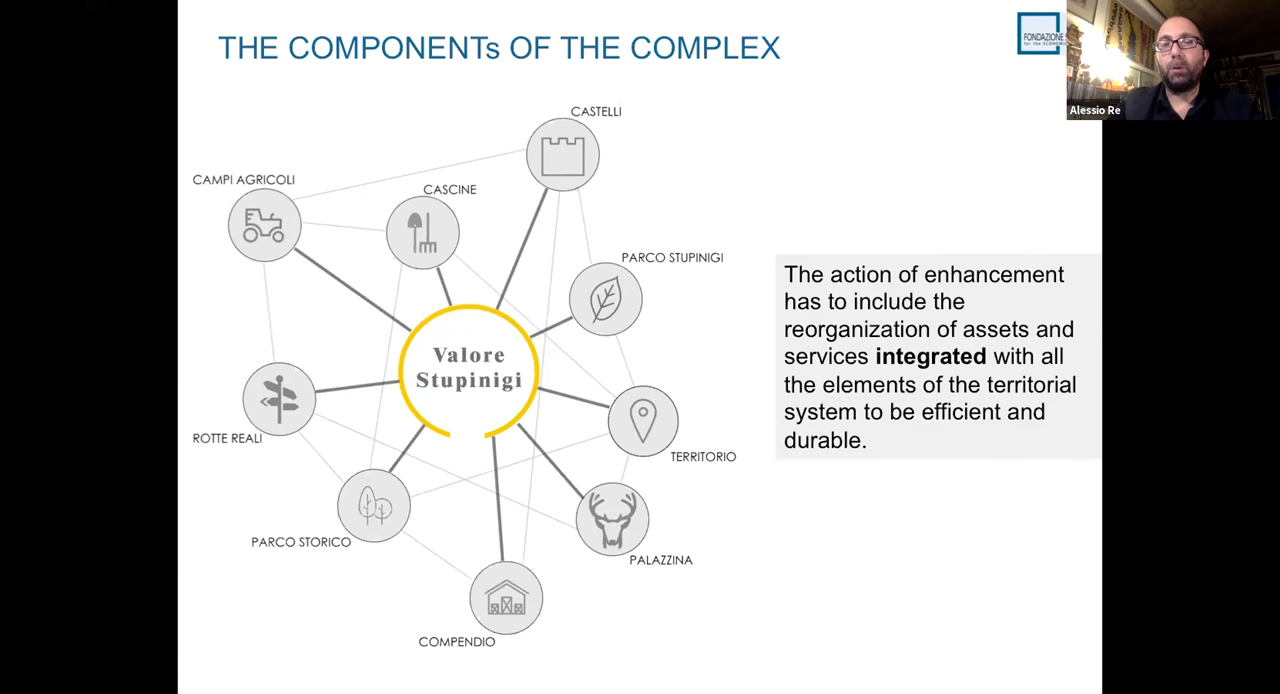 THE COMPONENTs OF THE COMPLEX
FONDAZIONE
for the
Alessio Re
CASTELLI
CAMPI AGRICOLI
CASCINE
PARCO STUPINIGI
Valore
Stupinigi
ROTTE REALI
TERRITORIO
PARCO STORICO
PALAZZINA
COMPENDIO
The action of enhancement
has to include the
reorganization of assets and
services integrated with all
the elements of the territorial
system to be efficient and
durable.